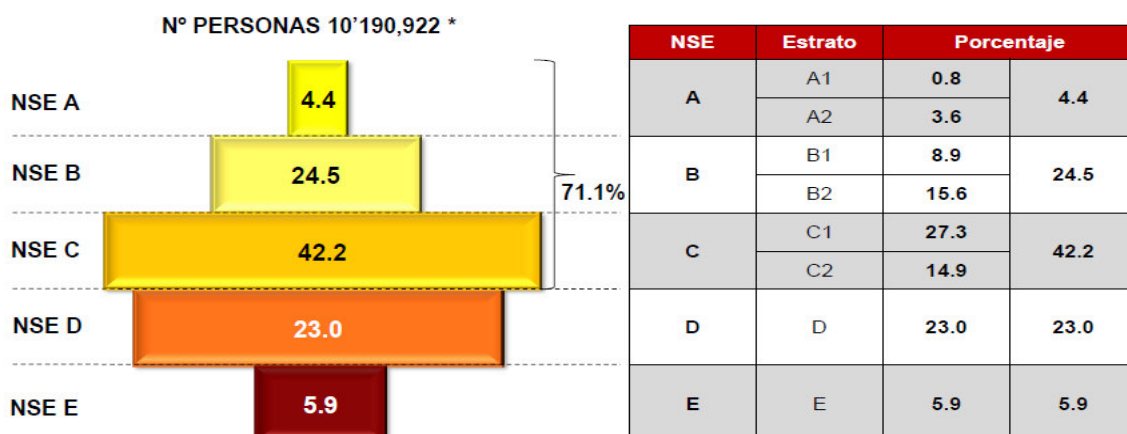 Nº PERSONAS 10'190,922 *
NSE A
4.4
NSE B
24.5
71.1%
NSE C
42.2
NSE D
23.0
NSE E
5.9
NSE Estrato Porcentaje
A A1 0.8 4.4
A2 3.6
B B1 8.9 24.5
B2 15.6
C C1 27.3 42.2
C2 14.9
D D 23.0 23.0
E E 5.9 5.9